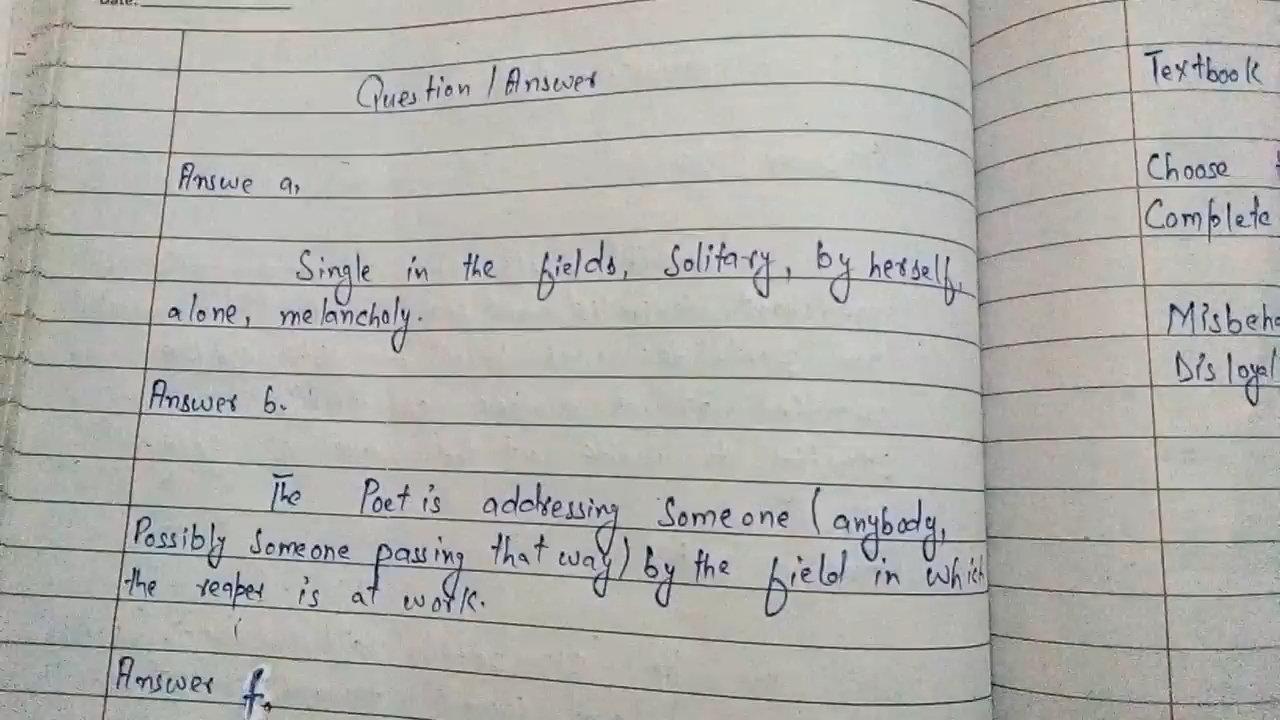 Date:
Question / Answer
Answe a,
Single in the fields, Solitary, by herself,
alone, melancholy.
Answer b.
The Poet is addressing Someone (anybody,
Possibly Someone passing that way) by the field in which
the reaper is at work.
Answer f.
Textbook
Choose
Complete
Misbeha
Disloyal